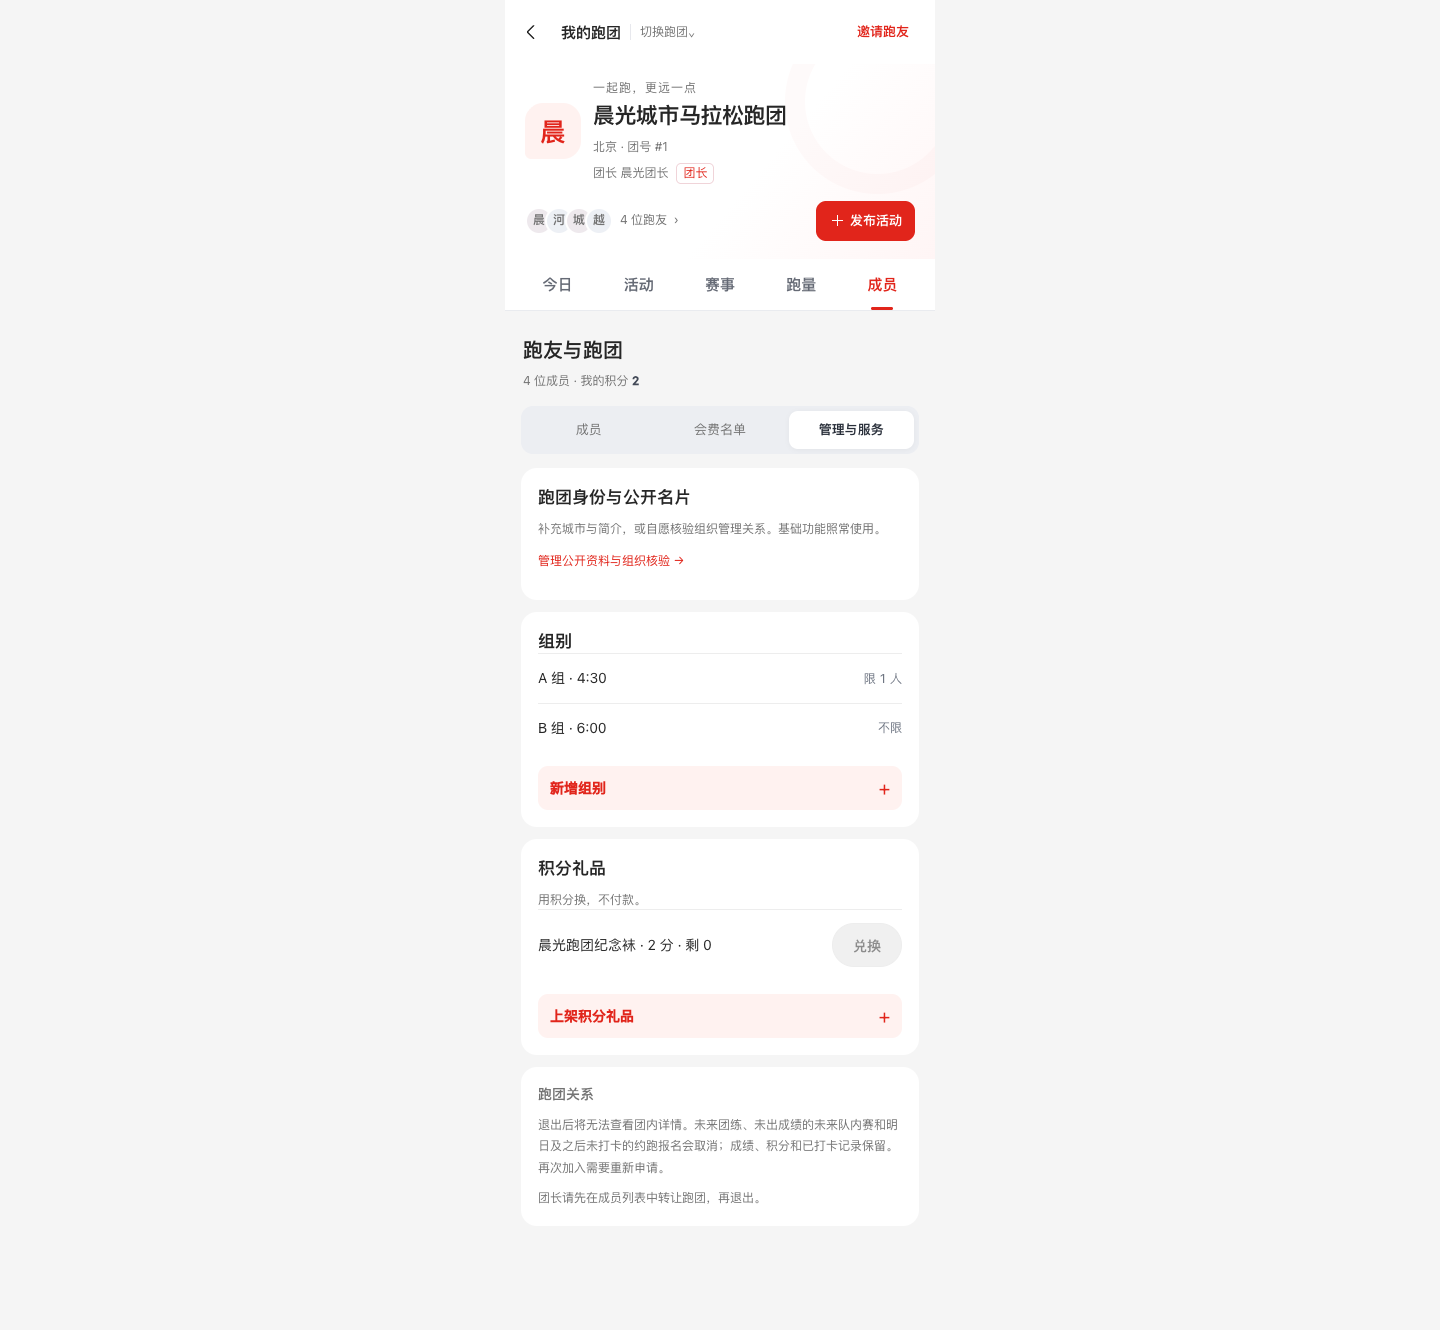 我的跑团 切换跑团 邀请跑友
一起跑，更远一点
晨
晨光城市马拉松跑团
北京 · 团号 #1
团长 晨光团长 团长
晨 河 城 越 4 位跑友 › + 发布活动
今日 活动 赛事 跑量 成员
跑友与跑团
4 位成员 · 我的积分 2
成员 会费名单 管理与服务
跑团身份与公开名片
补充城市与简介，或自愿核验组织管理关系。基础功能照常使用。
管理公开资料与组织核验 →
组别
A 组 · 4:30 限 1 人
B 组 · 6:00 不限
新增组别 +
积分礼品
用积分换，不付款。
晨光跑团纪念袜 · 2 分 · 剩 0 兑换
上架积分礼品 +
跑团关系
退出后将无法查看团内详情。未来团练、未出成绩的未来队内赛和明
日及之后未打卡的约跑报名会取消；成绩、积分和已打卡记录保留。
再次加入需要重新申请。
团长请先在成员列表中转让跑团，再退出。